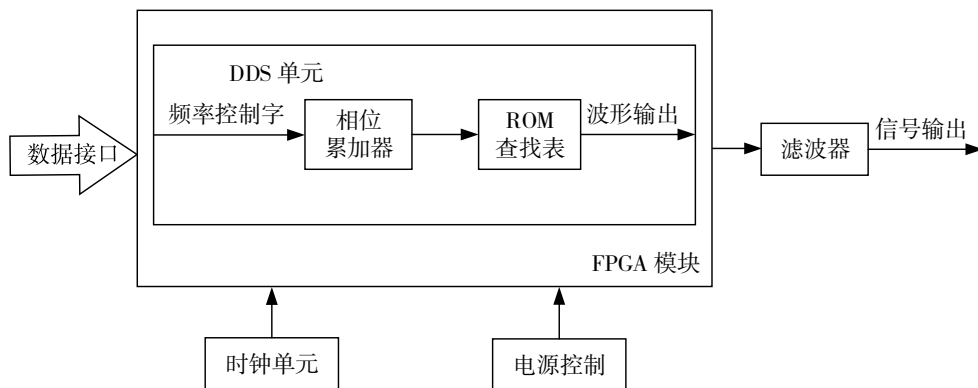 DDS 单元
频率控制字
相位
累加器
ROM
查找表
波形输出
数据接口
滤波器
信号输出
FPGA 模块
时钟单元
电源控制